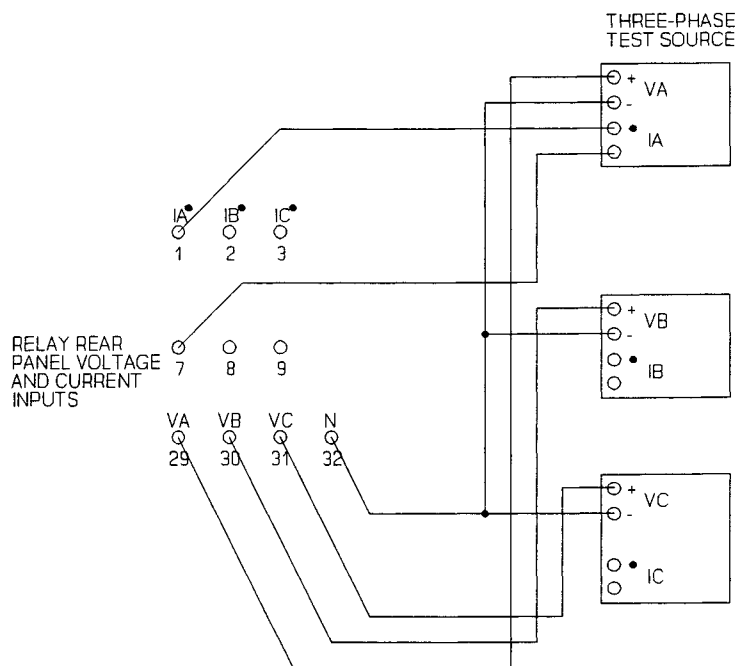 THREE-PHASE
TEST SOURCE
+ VA
-
IA
IA IB IC
1 2 3
+ VB
-
IB
RELAY REAR
PANEL VOLTAGE
AND CURRENT
INPUTS
7 8 9
VA VB VC N
29 30 31 32
+ VC
-
IC